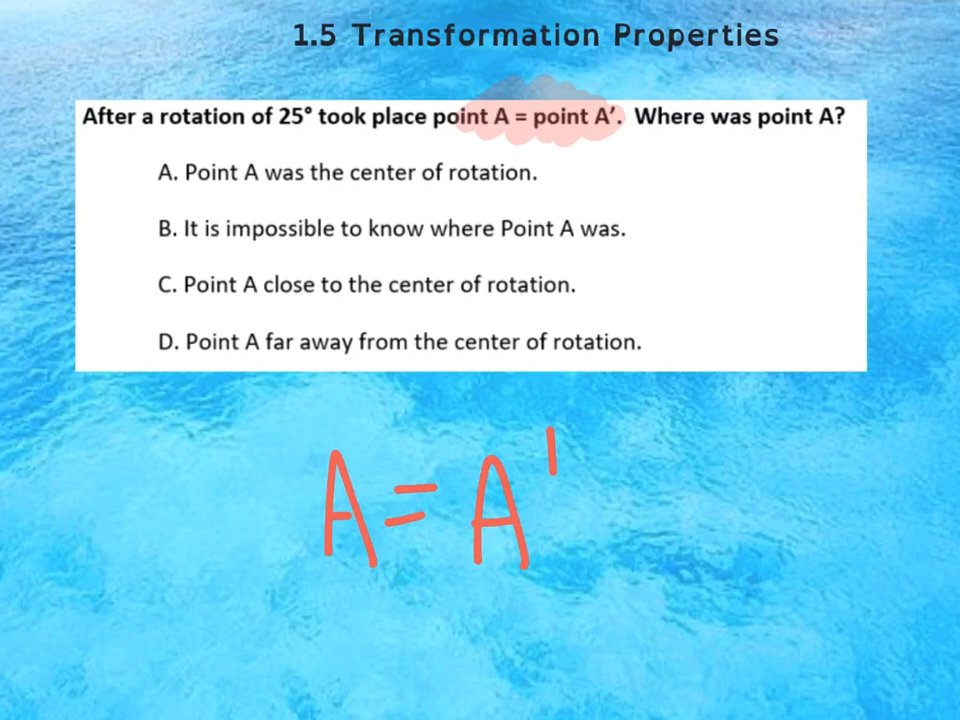 1.5 Transformation Properties
After a rotation of 25° took place point A = point A′. Where was point A?
A. Point A was the center of rotation.
B. It is impossible to know where Point A was.
C. Point A close to the center of rotation.
D. Point A far away from the center of rotation.
A = A'